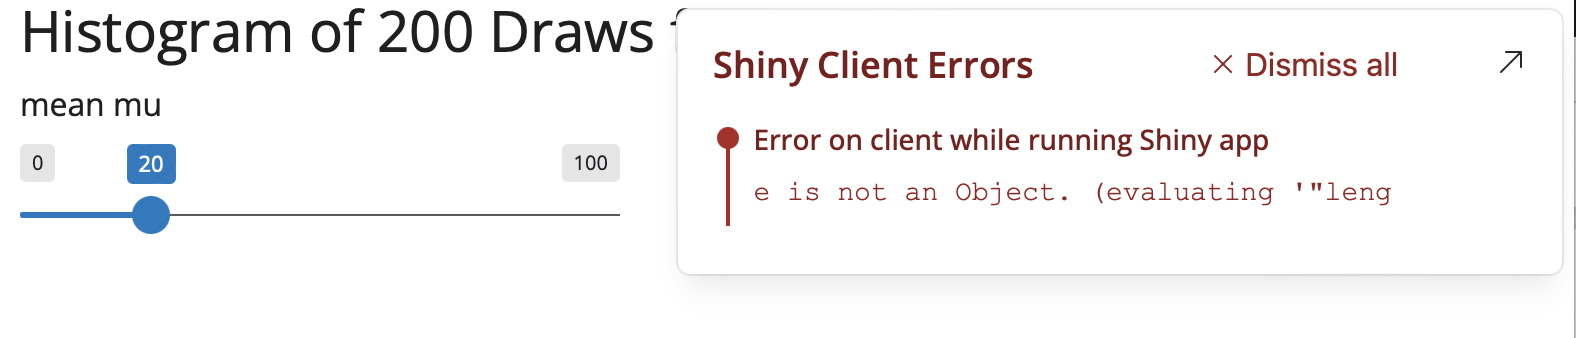 Histogram of 200 Draws
mean mu
0
20
100
Shiny Client Errors
× Dismiss all
Error on client while running Shiny app
e is not an Object. (evaluating '"leng